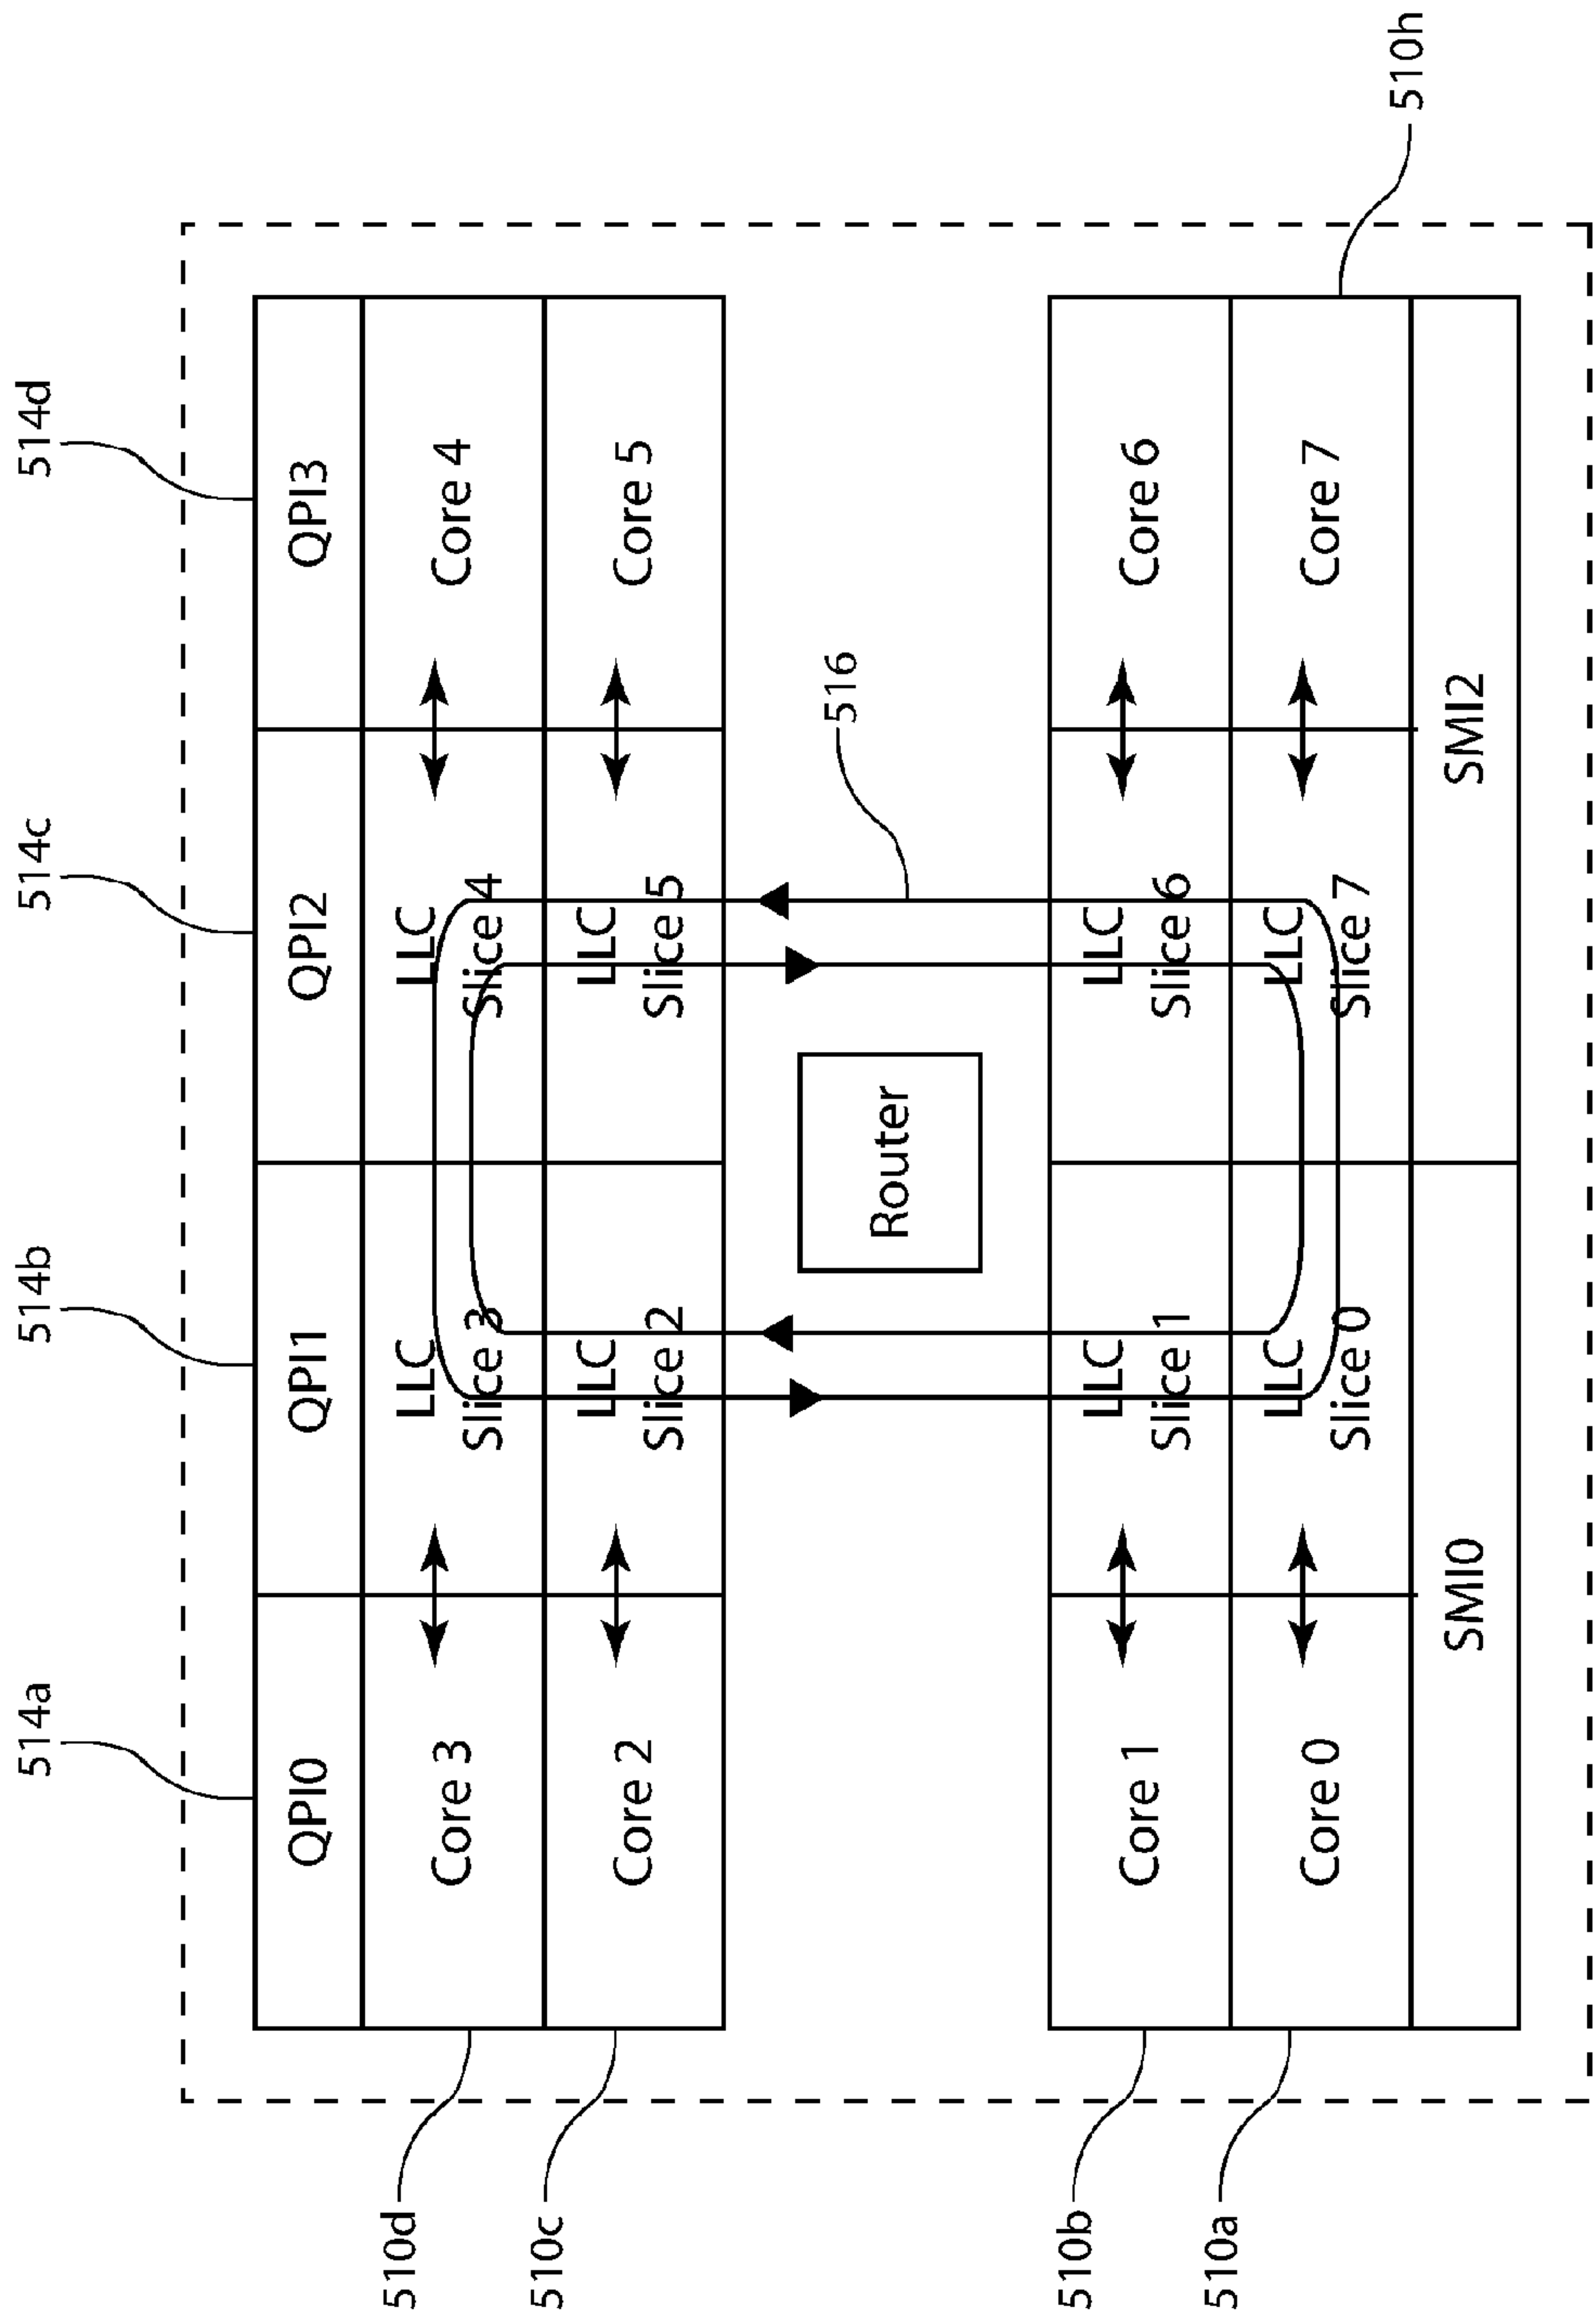 514a
514b
514c
514d
QPI0
QPI1
QPI2
QPI3
510d
Core 3
LLC
Slice 3
LLC
Slice 4
Core 4
510c
Core 2
LLC
Slice 2
LLC
Slice 5
Core 5
516
Router
510b
Core 1
LLC
Slice 1
LLC
Slice 6
Core 6
510a
Core 0
LLC
Slice 0
LLC
Slice 7
Core 7
510h
SMI0
SMI2